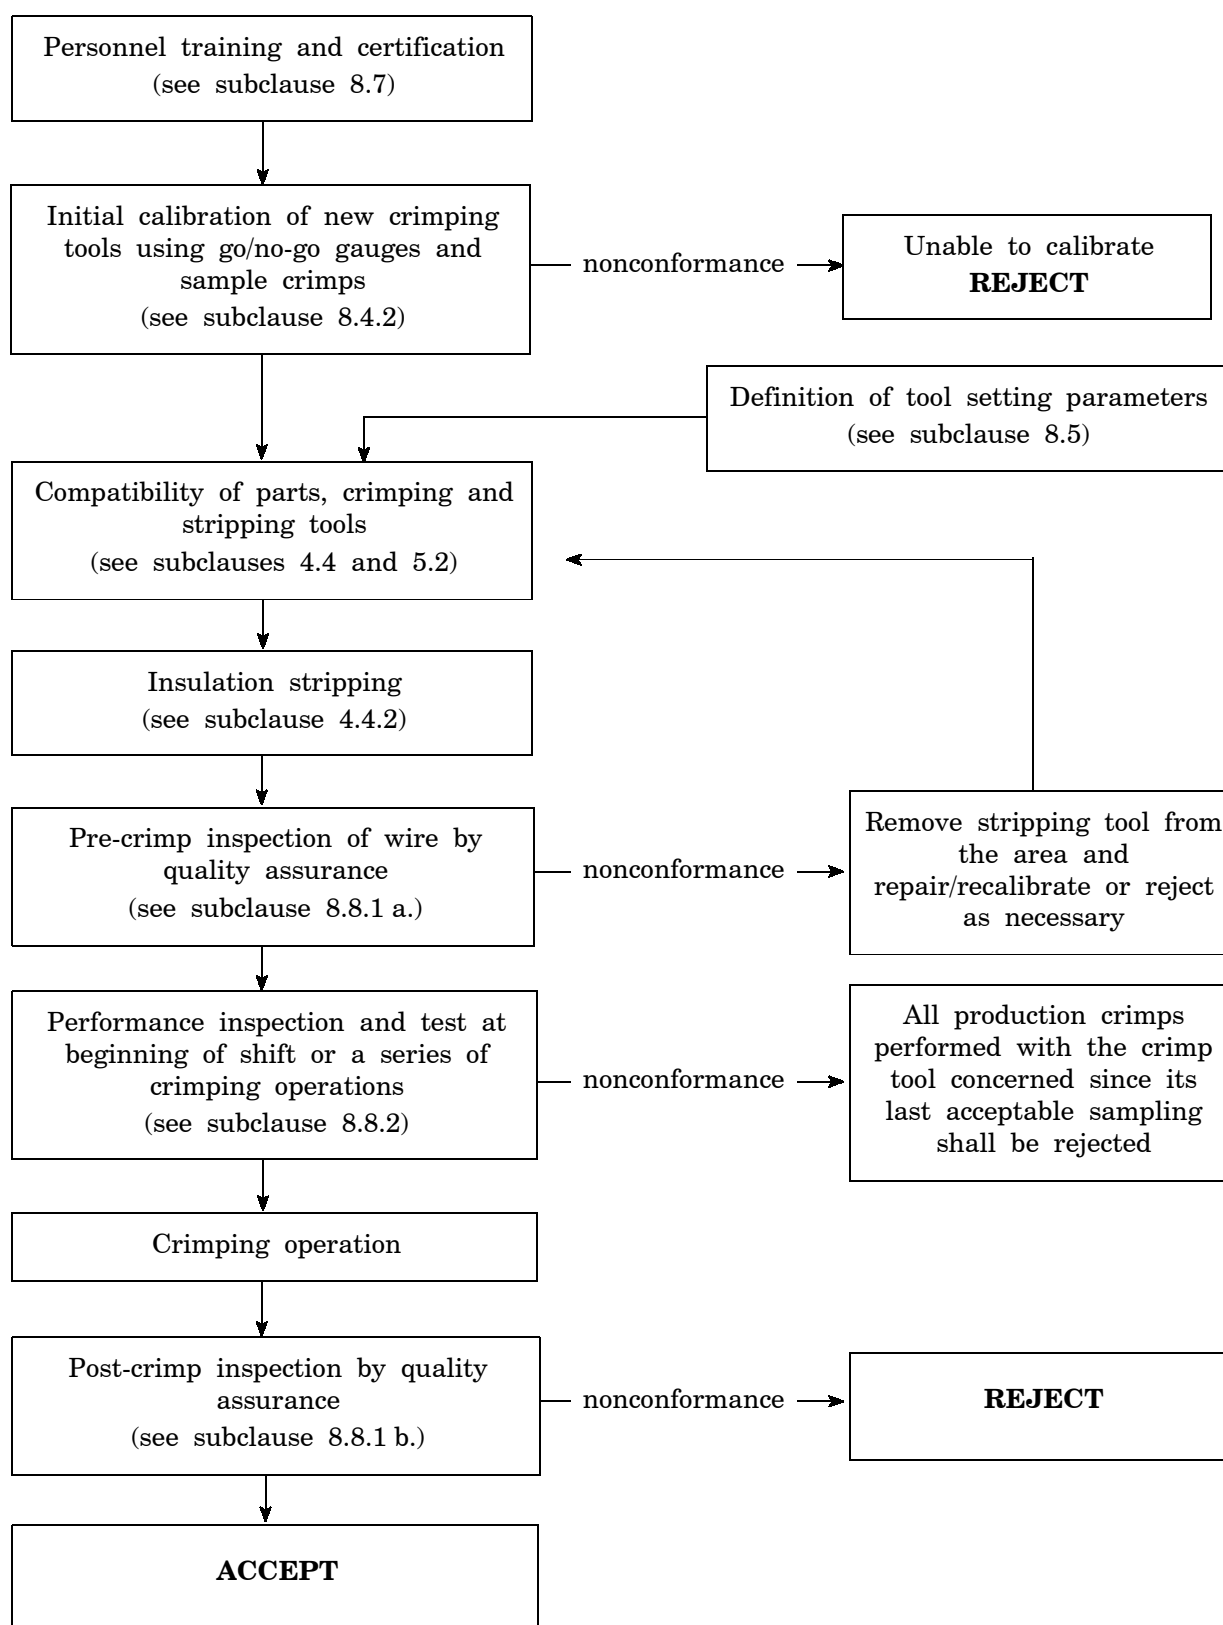 Personnel training and certification
(see subclause 8.7)
Initial calibration of new crimping
tools using go/no-go gauges and
sample crimps
(see subclause 8.4.2)
nonconformance
Unable to calibrate
REJECT
Definition of tool setting parameters
(see subclause 8.5)
Compatibility of parts, crimping and
stripping tools
(see subclauses 4.4 and 5.2)
Insulation stripping
(see subclause 4.4.2)
Pre-crimp inspection of wire by
quality assurance
(see subclause 8.8.1 a.)
nonconformance
Remove stripping tool from
the area and
repair/recalibrate or reject
as necessary
Performance inspection and test at
beginning of shift or a series of
crimping operations
(see subclause 8.8.2)
nonconformance
All production crimps
performed with the crimp
tool concerned since its
last acceptable sampling
shall be rejected
Crimping operation
Post-crimp inspection by quality
assurance
(see subclause 8.8.1 b.)
nonconformance
REJECT
ACCEPT